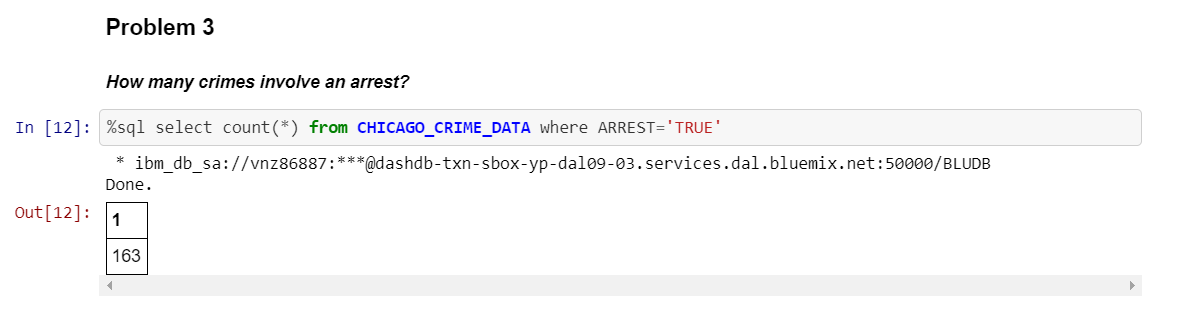 Problem 3
How many crimes involve an arrest?
In [12]: %sql select count(*) from CHICAGO_CRIME_DATA where ARREST='TRUE'
* ibm_db_sa://vnz86887:***@dashdb-txn-sbox-yp-dal09-03.services.dal.bluemix.net:50000/BLUDB
Done.
Out[12]: 1
163